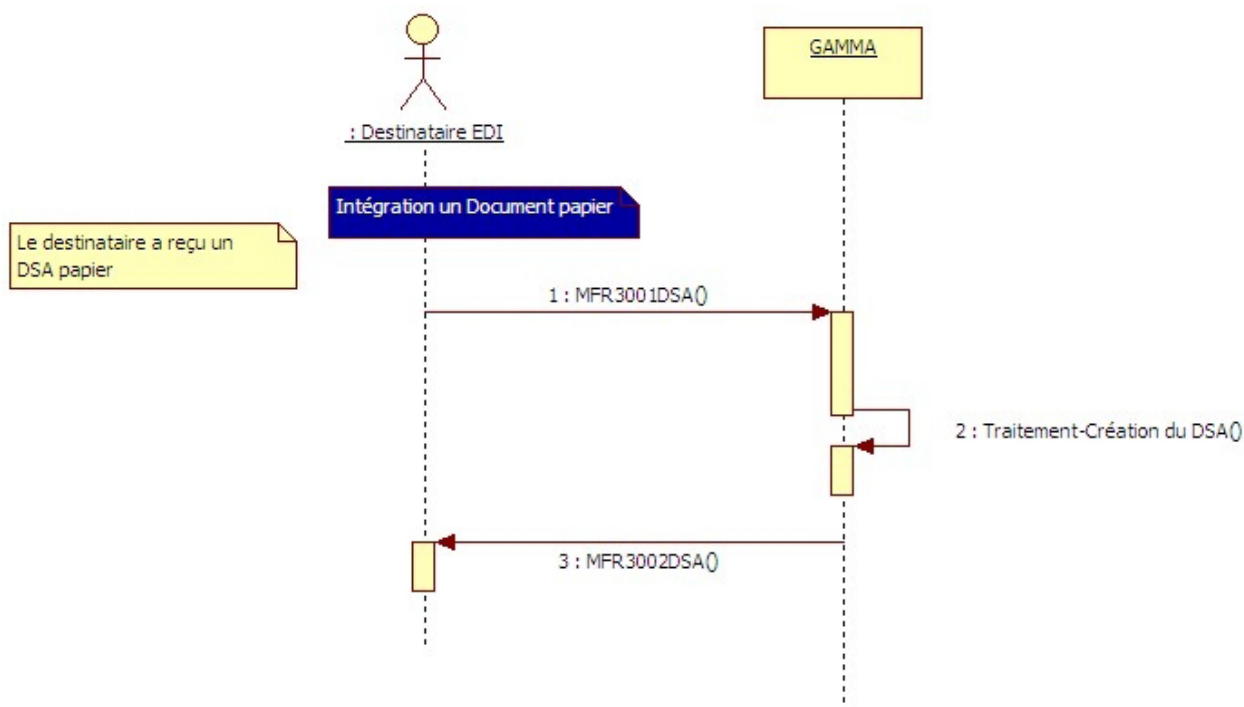 GAMMA
: Destinataire EDI
Intégration un Document papier
Le destinataire a reçu un
DSA papier
1 : MFR3001DSA()
2 : Traitement-Création du DSA()
3 : MFR3002DSA()